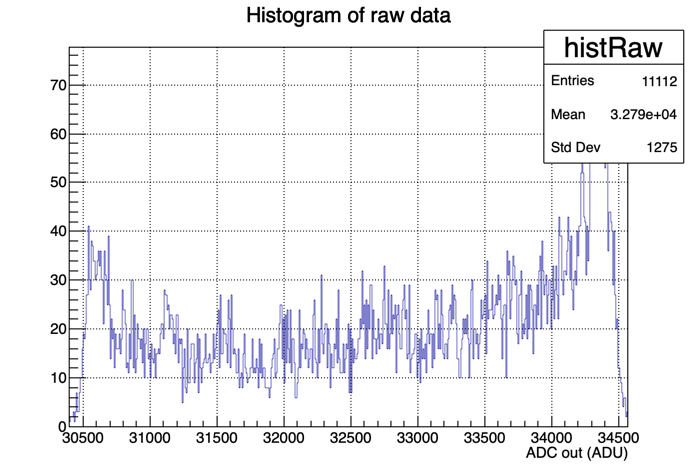 Histogram of raw data
histRaw
Entries 11112
Mean 3.279e+04
Std Dev 1275
70
60
50
40
30
20
10
0
30500 31000 31500 32000 32500 33000 33500 34000 34500
ADC out (ADU)